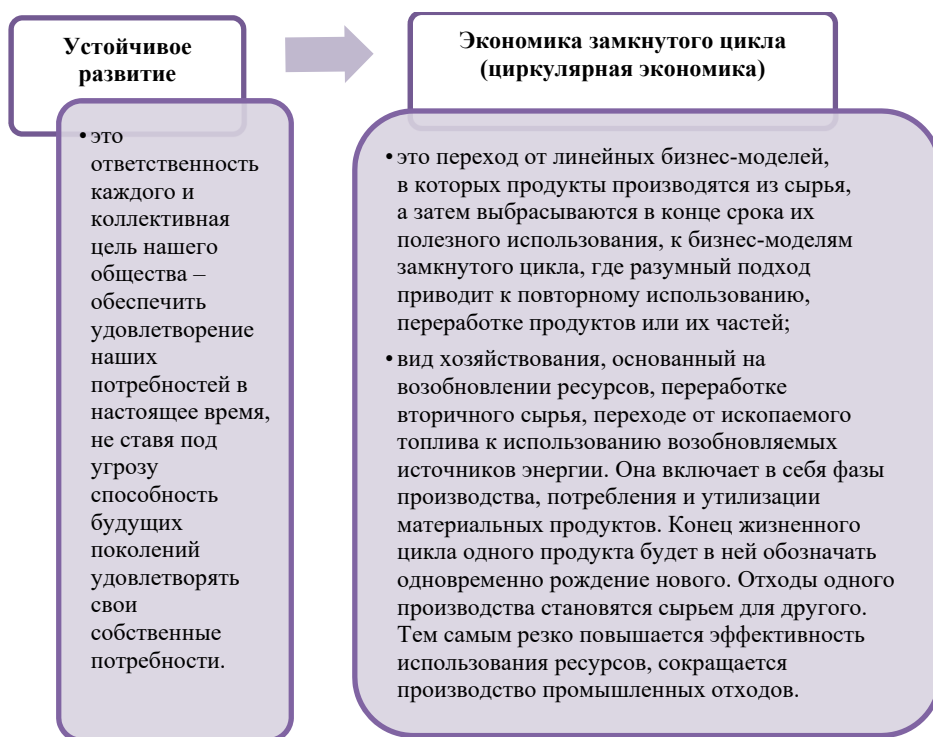 Устойчивое
развитие
• это
ответственность
каждого и
коллективная
цель нашего
общества –
обеспечить
удовлетворение
наших
потребностей в
настоящее время,
не ставя под
угрозу
способность
будущих
поколений
удовлетворять
свои
собственные
потребности.
Экономика замкнутого цикла
(циркулярная экономика)
• это переход от линейных бизнес-моделей,
в которых продукты производятся из сырья,
а затем выбрасываются в конце срока их
полезного использования, к бизнес-моделям
замкнутого цикла, где разумный подход
приводит к повторному использованию,
переработке продуктов или их частей;
• вид хозяйствования, основанный на
возобновлении ресурсов, переработке
вторичного сырья, переходе от ископаемого
топлива к использованию возобновляемых
источников энергии. Она включает в себя фазы
производства, потребления и утилизации
материальных продуктов. Конец жизненного
цикла одного продукта будет в ней обозначать
одновременно рождение нового. Отходы одного
производства становятся сырьем для другого.
Тем самым резко повышается эффективность
использования ресурсов, сокращается
производство промышленных отходов.